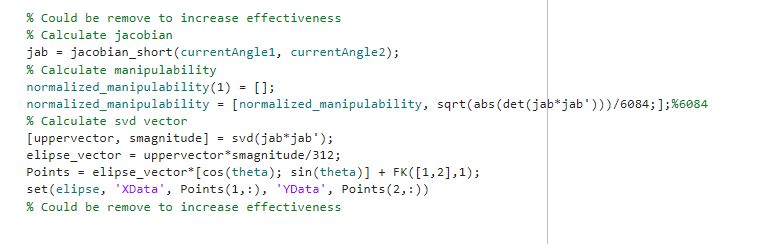 % Could be remove to increase effectiveness
% Calculate jacobian
jab = jacobian_short(currentAngle1, currentAngle2);
% Calculate manipulability
normalized_manipulability(1) = [];
normalized_manipulability = [normalized_manipulability, sqrt(abs(det(jab*jab')))/6084;];%6084
% Calculate svd vector
[uppervector, smagnitude] = svd(jab*jab');
elipse_vector = uppervector*smagnitude/312;
Points = elipse_vector*[cos(theta); sin(theta)] + FK([1,2],1);
set(elipse, 'XData', Points(1,:), 'YData', Points(2,:))
% Could be remove to increase effectiveness